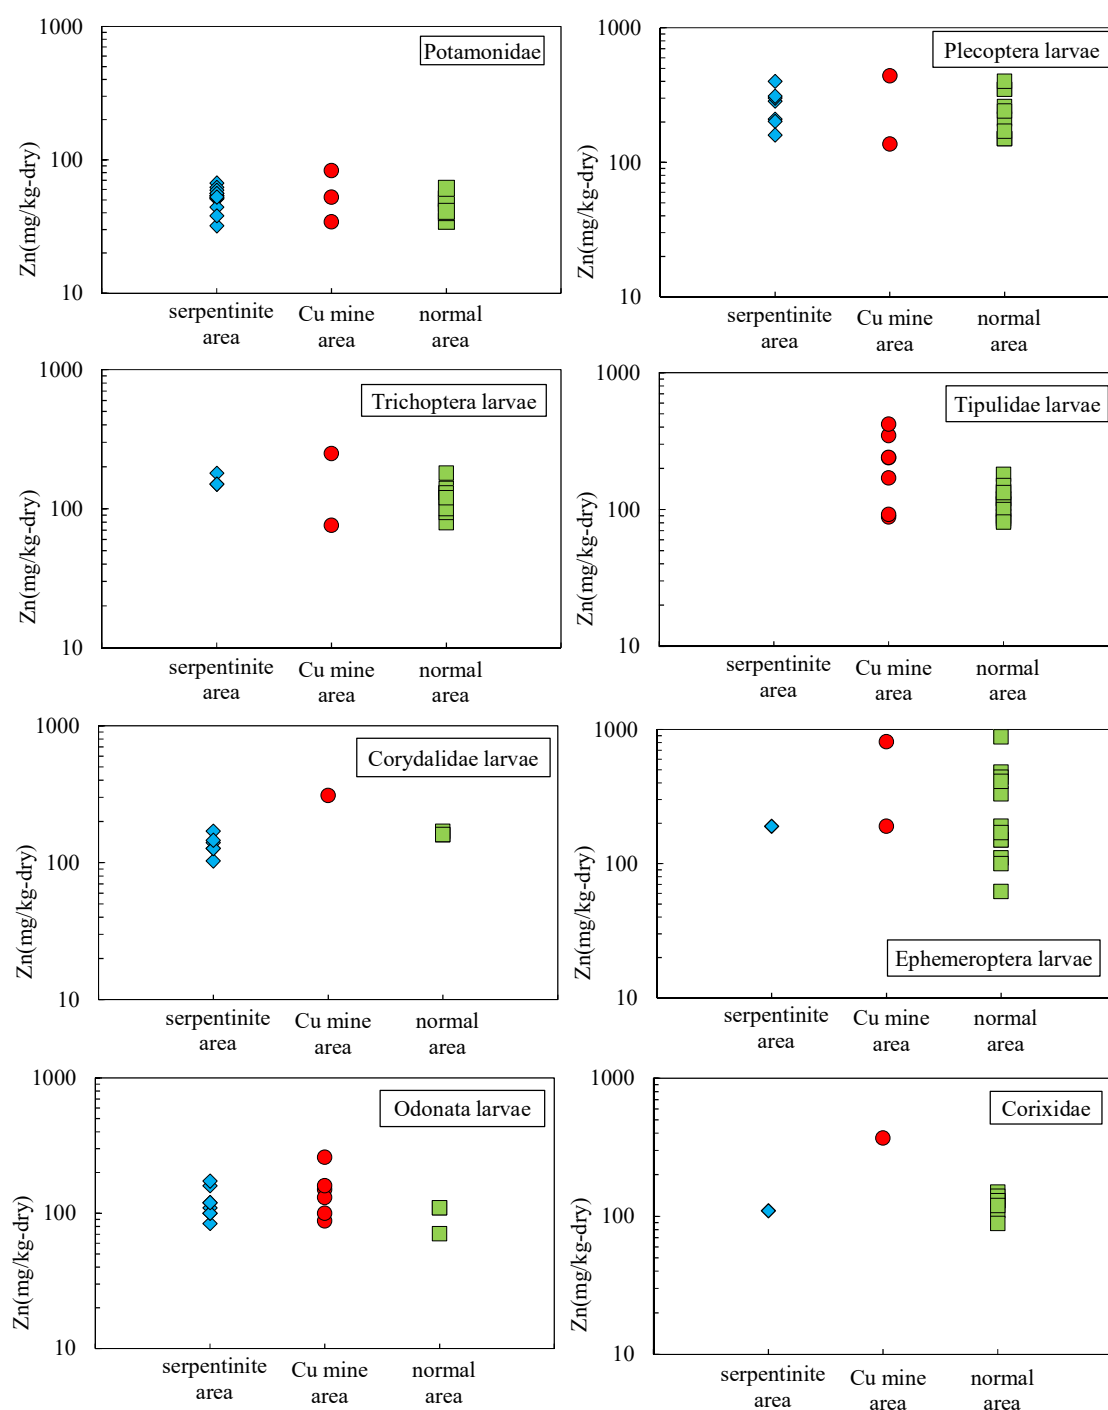 1000
Potamonidae
100
10
Zn(mg/kg-dry)
serpentinite
area
Cu mine
area
normal
area
1000
Plecoptera larvae
100
10
Zn(mg/kg-dry)
serpentinite
area
Cu mine
area
normal
area
1000
Trichoptera larvae
100
10
Zn(mg/kg-dry)
serpentinite
area
Cu mine
area
normal
area
1000
Tipulidae larvae
100
10
Zn(mg/kg-dry)
serpentinite
area
Cu mine
area
normal
area
1000
Corydalidae larvae
100
10
Zn(mg/kg-dry)
serpentinite
area
Cu mine
area
normal
area
1000
100
Ephemeroptera larvae
10
Zn(mg/kg-dry)
serpentinite
area
Cu mine
area
normal
area
1000
Odonata larvae
100
10
Zn(mg/kg-dry)
serpentinite
area
Cu mine
area
normal
area
1000
Corixidae
100
10
Zn(mg/kg-dry)
serpentinite
area
Cu mine
area
normal
area